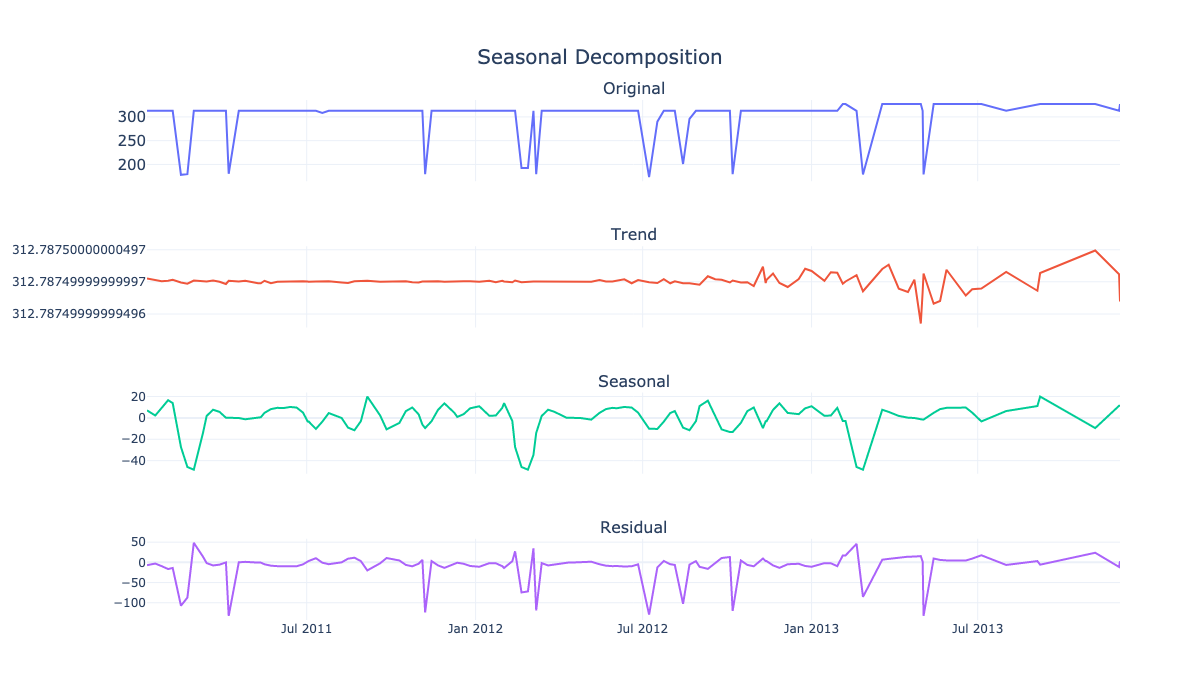 Seasonal Decomposition
Original
300
250
200
Trend
312.78750000000497
312.787499999999997
312.78749999999496
Seasonal
20
0
−20
−40
Residual
50
0
−50
−100
Jul 2011 Jan 2012 Jul 2012 Jan 2013 Jul 2013